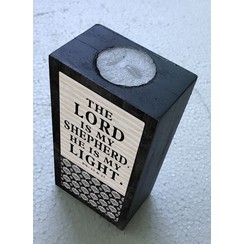 THE
LORD
IS MY
SHEPHERD.
HE IS MY
LIGHT.